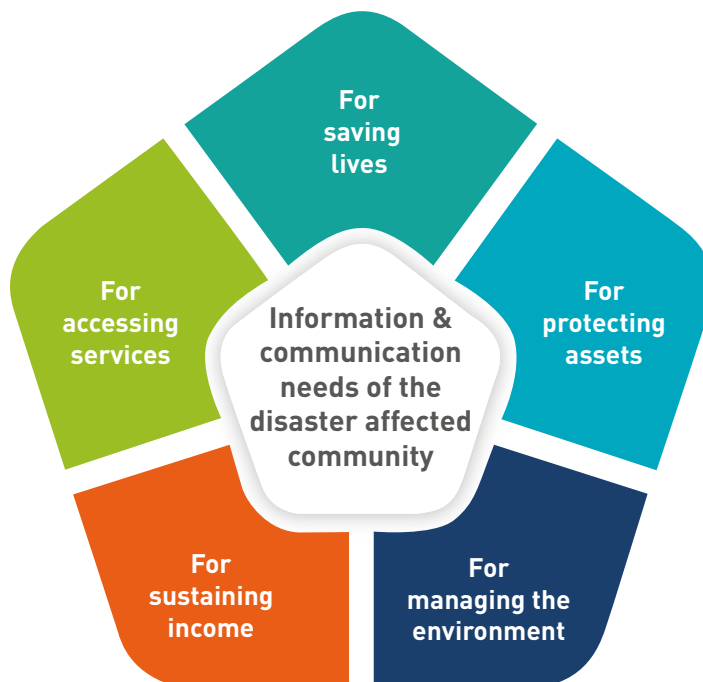 For
saving
lives
For
accessing
services
For
protecting
assets
Information &
communication
needs of the
disaster affected
community
For
sustaining
income
For
managing the
environment